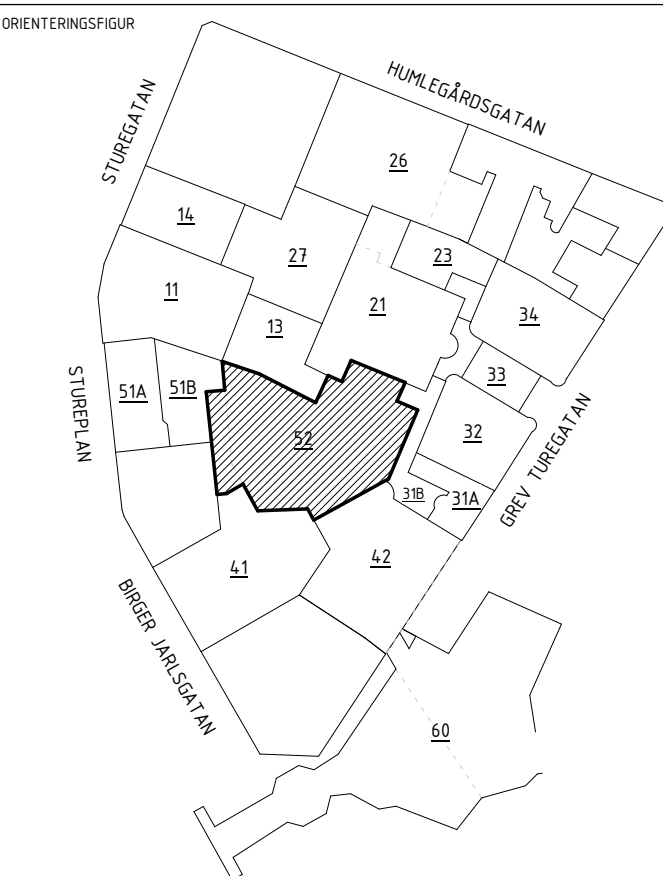 ORIENTERINGSFIGUR
HUMLEGÅRDSGATAN
STUREGATAN
26
14
23
27
11
21
34
13
33
51A
51B
STUREPLAN
32
52
GREV TUREGATAN
31B
31A
42
41
BIRGER JARLSGATAN
60